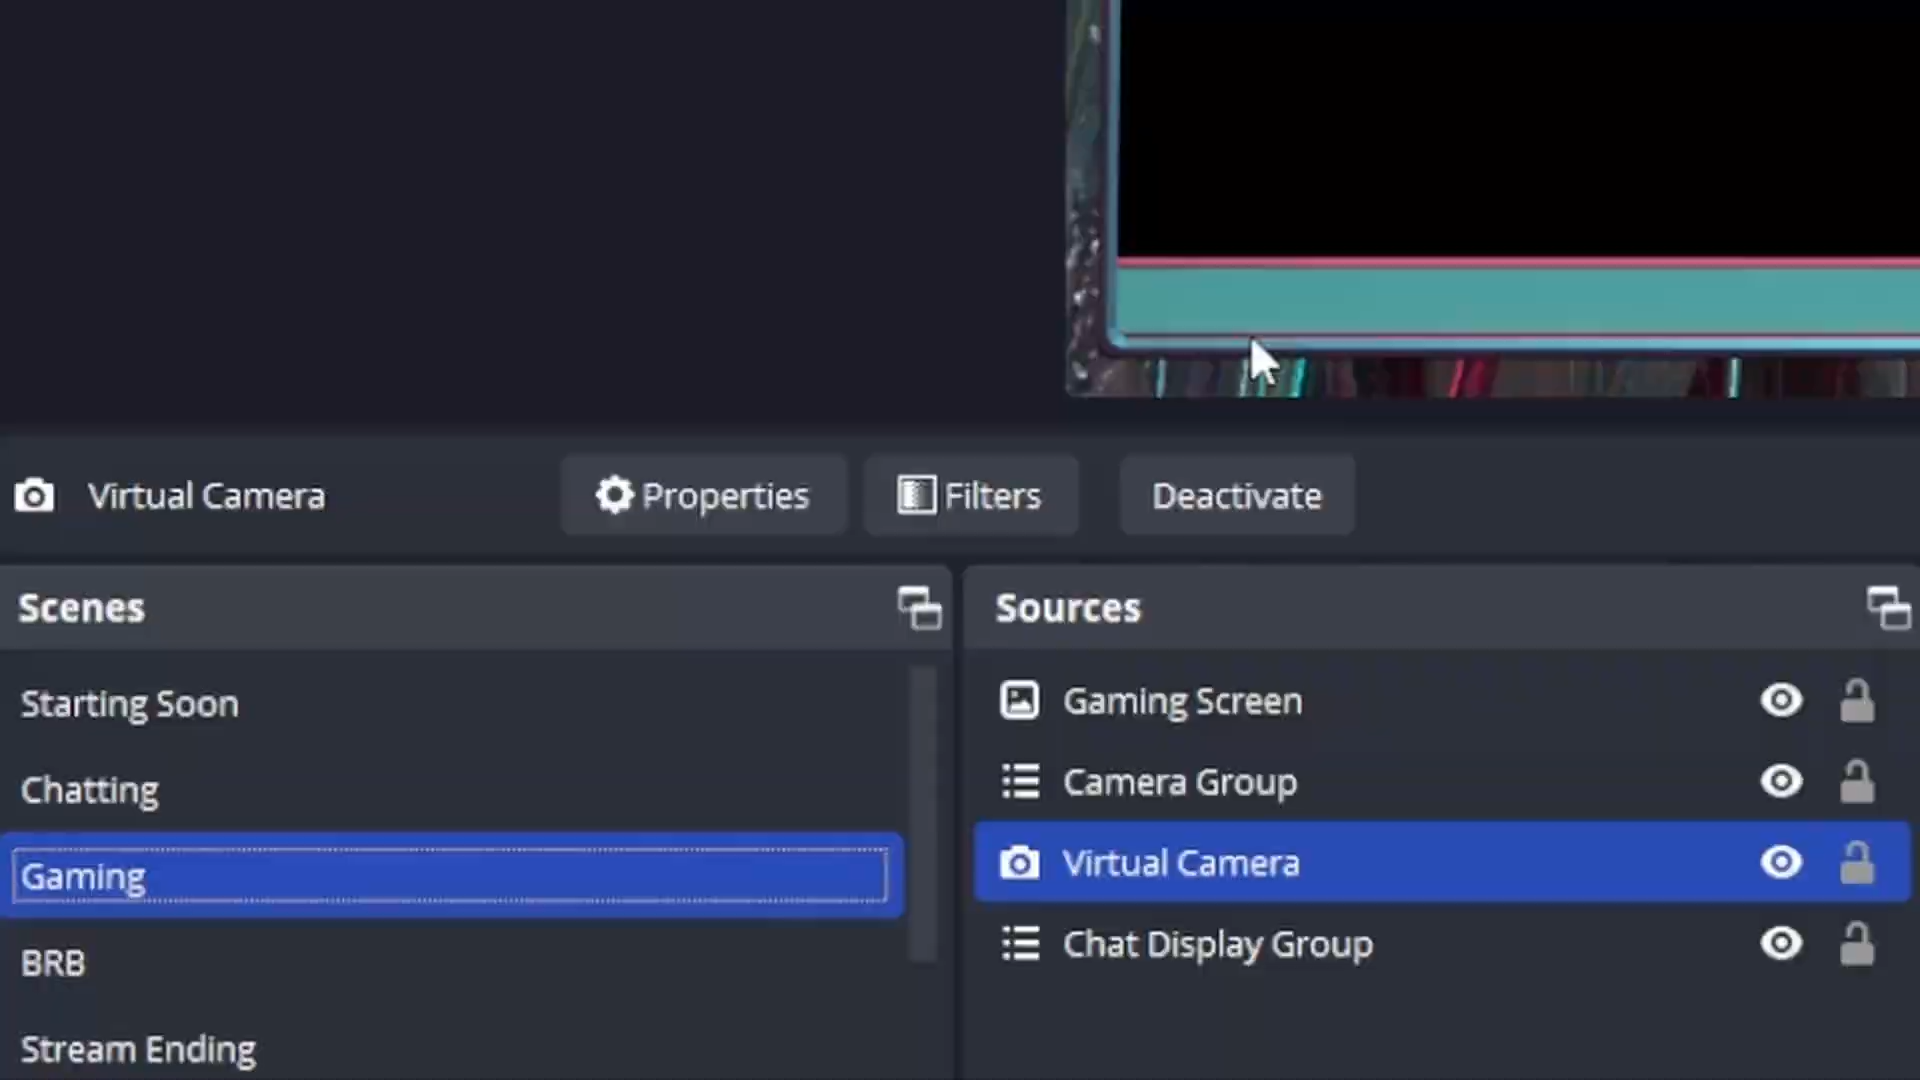 Virtual Camera
Properties
Filters
Deactivate
Scenes
Starting Soon
Chatting
Gaming
BRB
Stream Ending
Sources
Gaming Screen
Camera Group
Virtual Camera
Chat Display Group